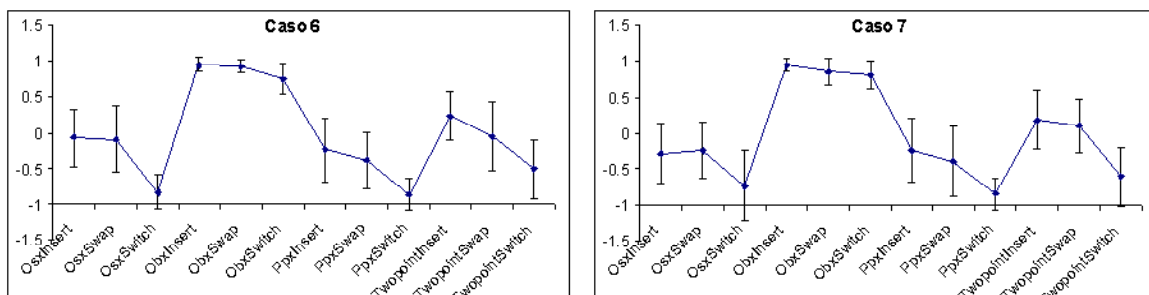 Caso 6
1.5
1
0.5
0
-0.5
-1
-1.5
OsxInsert
OsxSwap
OsxSwitch
ObxInsert
ObxSwap
ObxSwitch
PpxInsert
PpxSwap
PpxSwitch
TwopointInsert
TwopointSwap
TwopointSwitch
Caso 7
1.5
1
0.5
0
-0.5
-1
-1.5
OsxInsert
OsxSwap
OsxSwitch
ObxInsert
ObxSwap
ObxSwitch
PpxInsert
PpxSwap
PpxSwitch
TwopointInsert
TwopointSwap
TwopointSwitch